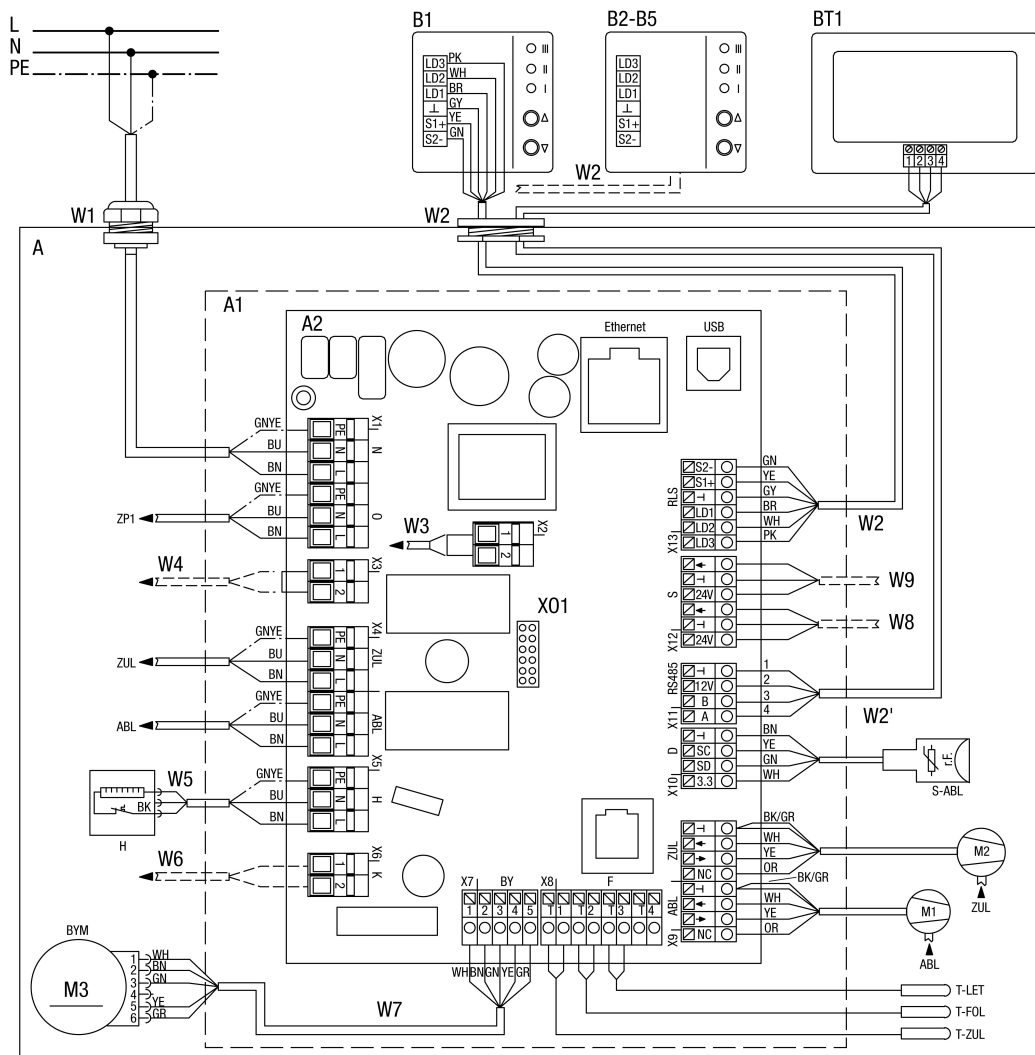 L
N
PE
B1
LD3 PK
LD2 WH
LD1 BR
⊥ GY
S1+ YE
S2- GN
III
II
I
Δ
∇
B2-B5
LD3
LD2
LD1
⊥
S1+
S2-
III
II
I
Δ
∇
BT1
1 2 3 4
W1
W2
W2
A
A1
A2
Ethernet
USB
X1
GNYE PE
BU N N
BN L
GNYE PE
ZP1 BU N O
BN L
W3
1 X2
2
W4
1 X3
2
X01
X4
GNYE PE
ZUL BU N ZUL
BN L
GNYE PE
ABL BU N ABL
BN L
X5
W5
BK
H
GNYE PE
BU N H
BN L
W6
1 X6
2 K
RLS
X13
S2- GN
S1+ YE
⊥ GY
LD1 BR
LD2 WH
LD3 PK
W2
S
X12
⊥
24V
W9
⊥
24V
W8
RS485
X11
⊥ 1
12V 2
B 3
A 4
W2'
D
X10
⊥ BN
SC YE
SD GN
3.3 WH
r.F.
S-ABL
ZUL
⊥ BK/GR
WH
YE
NC OR
M2
ZUL
ABL
X9
⊥ BK/GR
WH
YE
NC OR
M1
ABL
X7 BY X8 F
1 2 3 4 5 T 1 T 2 T 3 T 4
WH BN GN YE GR
BYM
M3
1 WH
2 BN
3 GN
4
5 YE
6 GR
W7
T-LET
T-FOL
T-ZUL